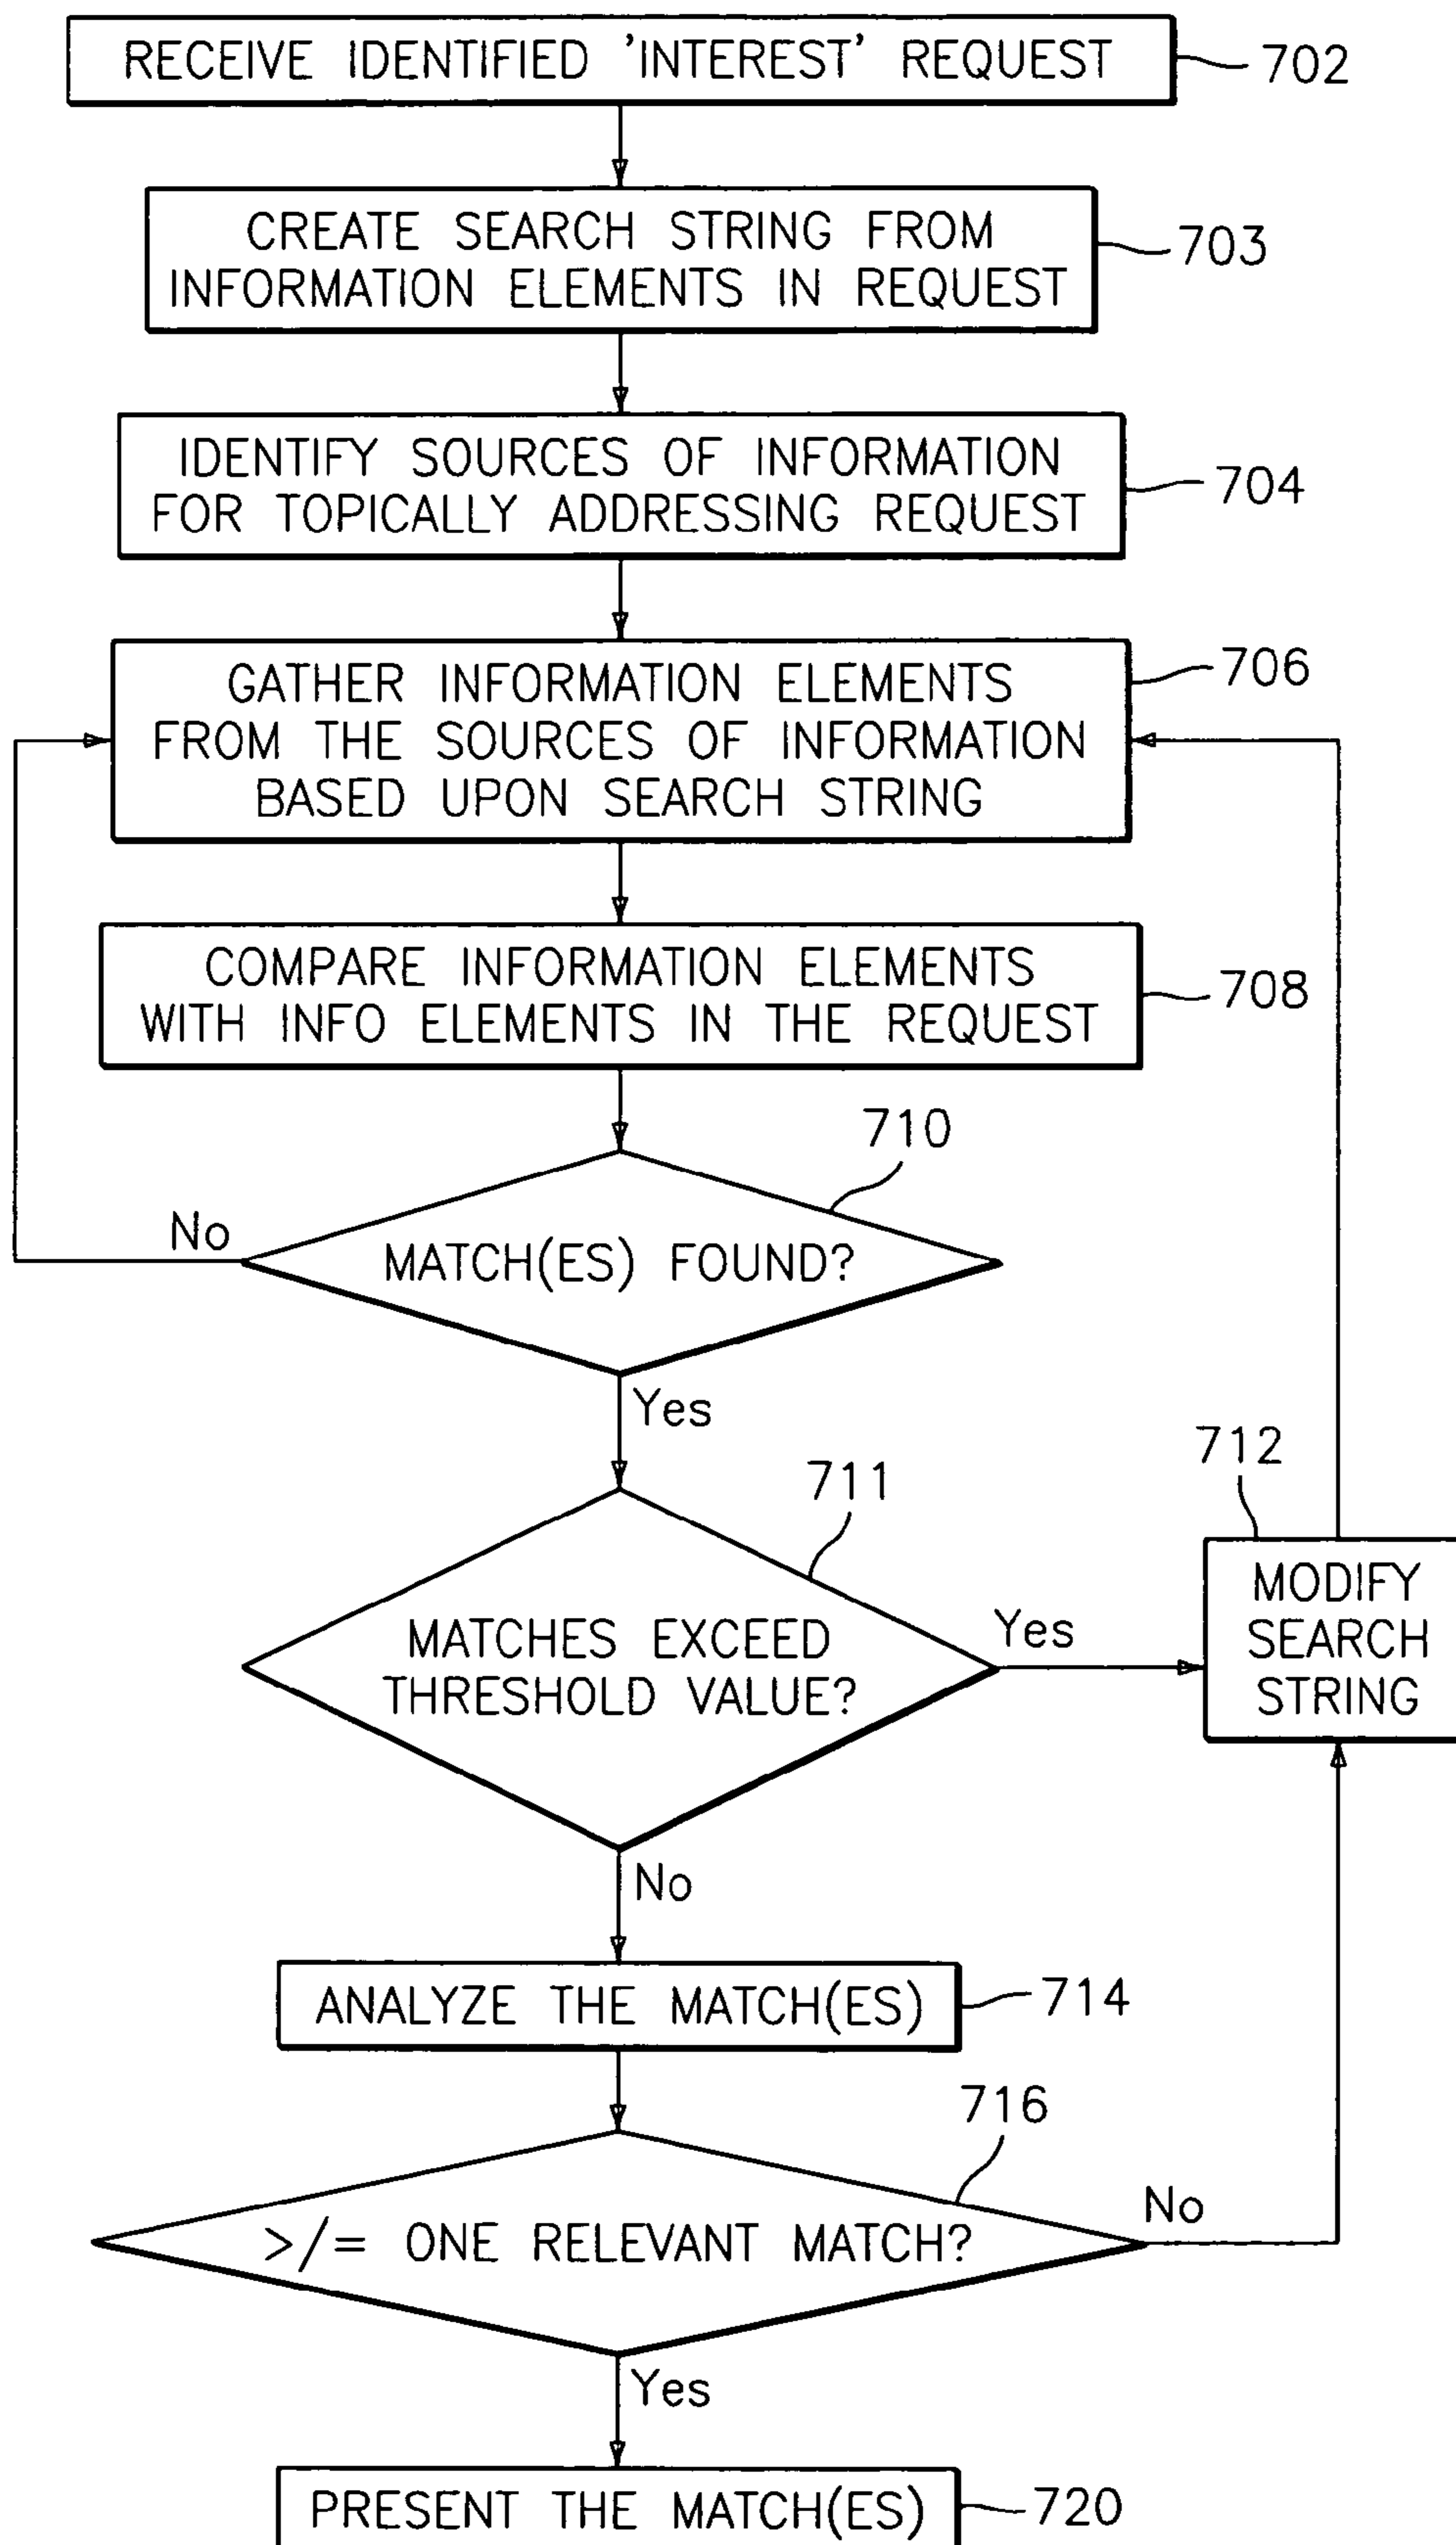 RECEIVE IDENTIFIED 'INTEREST' REQUEST
702
CREATE SEARCH STRING FROM
INFORMATION ELEMENTS IN REQUEST
703
IDENTIFY SOURCES OF INFORMATION
FOR TOPICALLY ADDRESSING REQUEST
704
GATHER INFORMATION ELEMENTS
FROM THE SOURCES OF INFORMATION
BASED UPON SEARCH STRING
706
COMPARE INFORMATION ELEMENTS
WITH INFO ELEMENTS IN THE REQUEST
708
710
No
MATCH(ES) FOUND?
Yes
711
MATCHES EXCEED
THRESHOLD VALUE?
Yes
712
MODIFY
SEARCH
STRING
No
ANALYZE THE MATCH(ES)
714
716
>/= ONE RELEVANT MATCH?
No
Yes
PRESENT THE MATCH(ES)
720